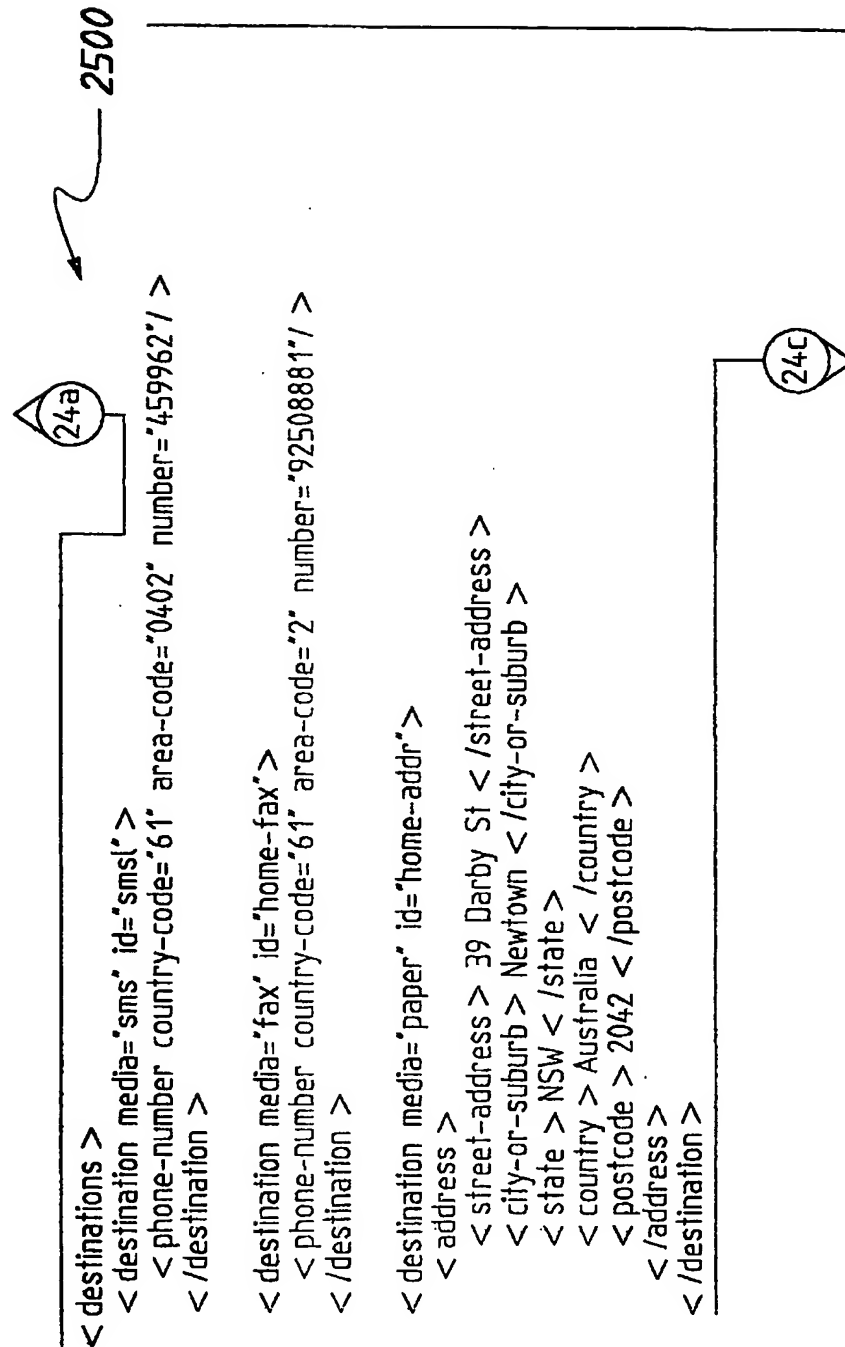 2500
24a
< destinations >
< destination media="sms" id="smsl" >
< phone-number country-code="61" area-code="0402" number="459962"/ >
< /destination >
< destination media="fax" id="home-fax" >
< phone-number country-code="61" area-code="2" number="92508881"/ >
< /destination >
< destination media="paper" id="home-addr">
< address >
< street-address > 39 Darby St < /street-address >
< city-or-suburb > Newtown < /city-or-suburb >
< state > NSW < /state >
< country > Australia < /country >
< postcode > 2042 < /postcode >
< /address >
< /destination >
24c